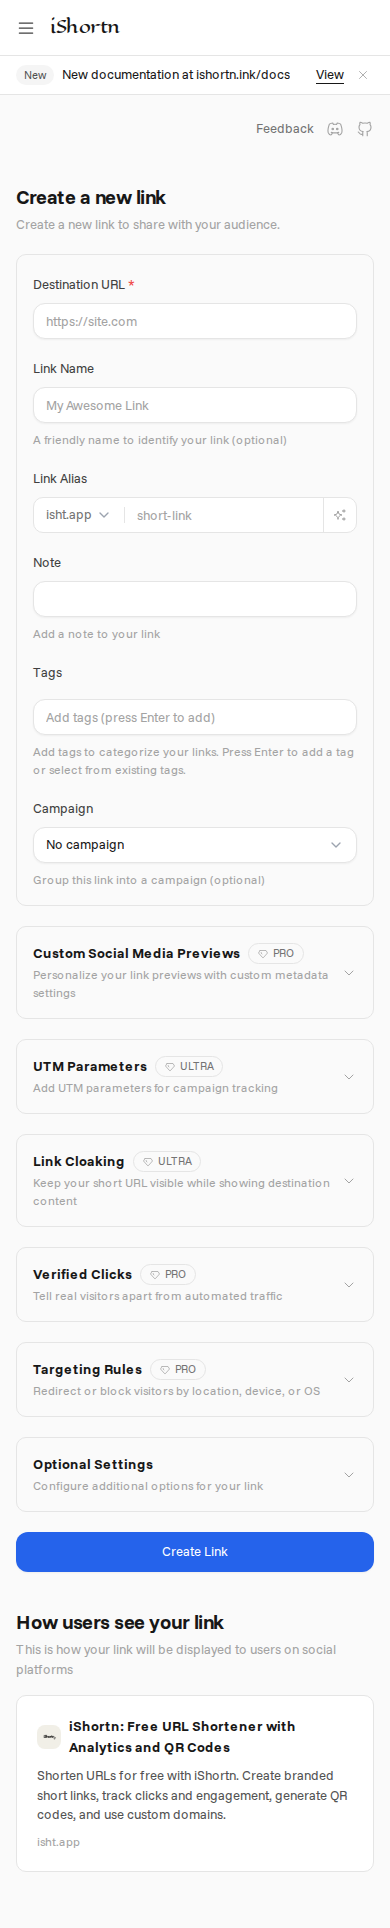 iShortn
New New documentation at ishortn.ink/docs View
Feedback
Create a new link
Create a new link to share with your audience.
Destination URL *
https://site.com
Link Name
My Awesome Link
A friendly name to identify your link (optional)
Link Alias
isht.app short-link
Note
Add a note to your link
Tags
Add tags (press Enter to add)
Add tags to categorize your links. Press Enter to add a tag
or select from existing tags.
Campaign
No campaign
Group this link into a campaign (optional)
Custom Social Media Previews PRO
Personalize your link previews with custom metadata
settings
UTM Parameters ULTRA
Add UTM parameters for campaign tracking
Link Cloaking ULTRA
Keep your short URL visible while showing destination
content
Verified Clicks PRO
Tell real visitors apart from automated traffic
Targeting Rules PRO
Redirect or block visitors by location, device, or OS
Optional Settings
Configure additional options for your link
Create Link
How users see your link
This is how your link will be displayed to users on social
platforms
iShortn: Free URL Shortener with
Analytics and QR Codes
Shorten URLs for free with iShortn. Create branded
short links, track clicks and engagement, generate QR
codes, and use custom domains.
isht.app